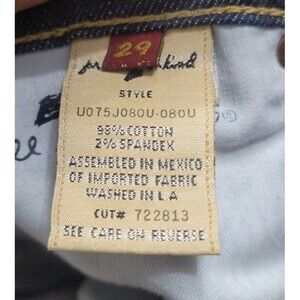 29
STYLE
U075J080U-080U
98% COTTON
2% SPANDEX
ASSEMBLED IN MEXICO
OF IMPORTED FABRIC
WASHED IN L.A
CUT# 722813
SEE CARE ON REVERSE